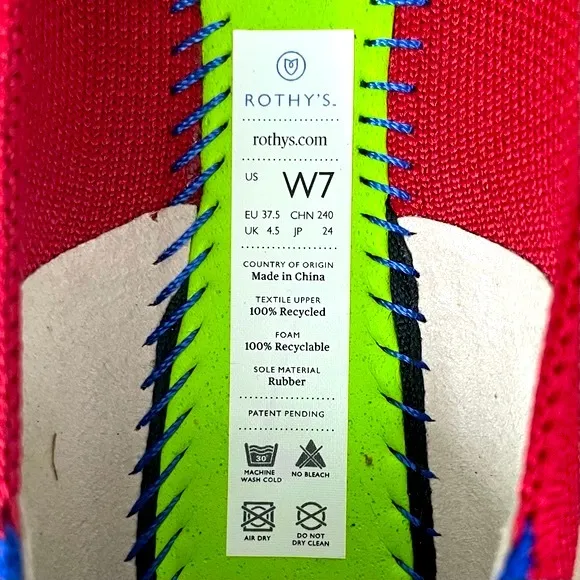 ROTHY'S™
rothys.com
US W7
EU 37.5 CHN 240
UK 4.5 JP 24
COUNTRY OF ORIGIN
Made in China
TEXTILE UPPER
100% Recycled
FOAM
100% Recyclable
SOLE MATERIAL
Rubber
PATENT PENDING
30°
MACHINE WASH COLD
NO BLEACH
AIR DRY
DO NOT DRY CLEAN